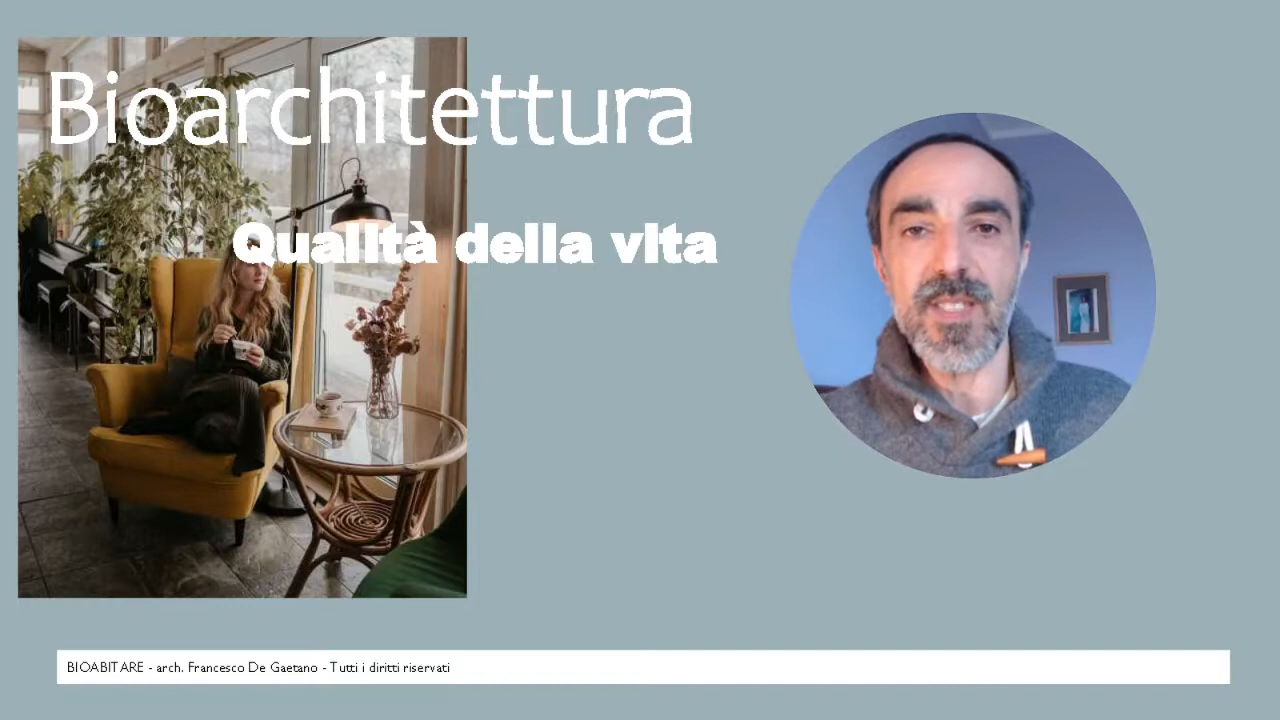 Bioarchitettura
Qualità della vita
BIOABITARE - arch. Francesco De Gaetano - Tutti i diritti riservati